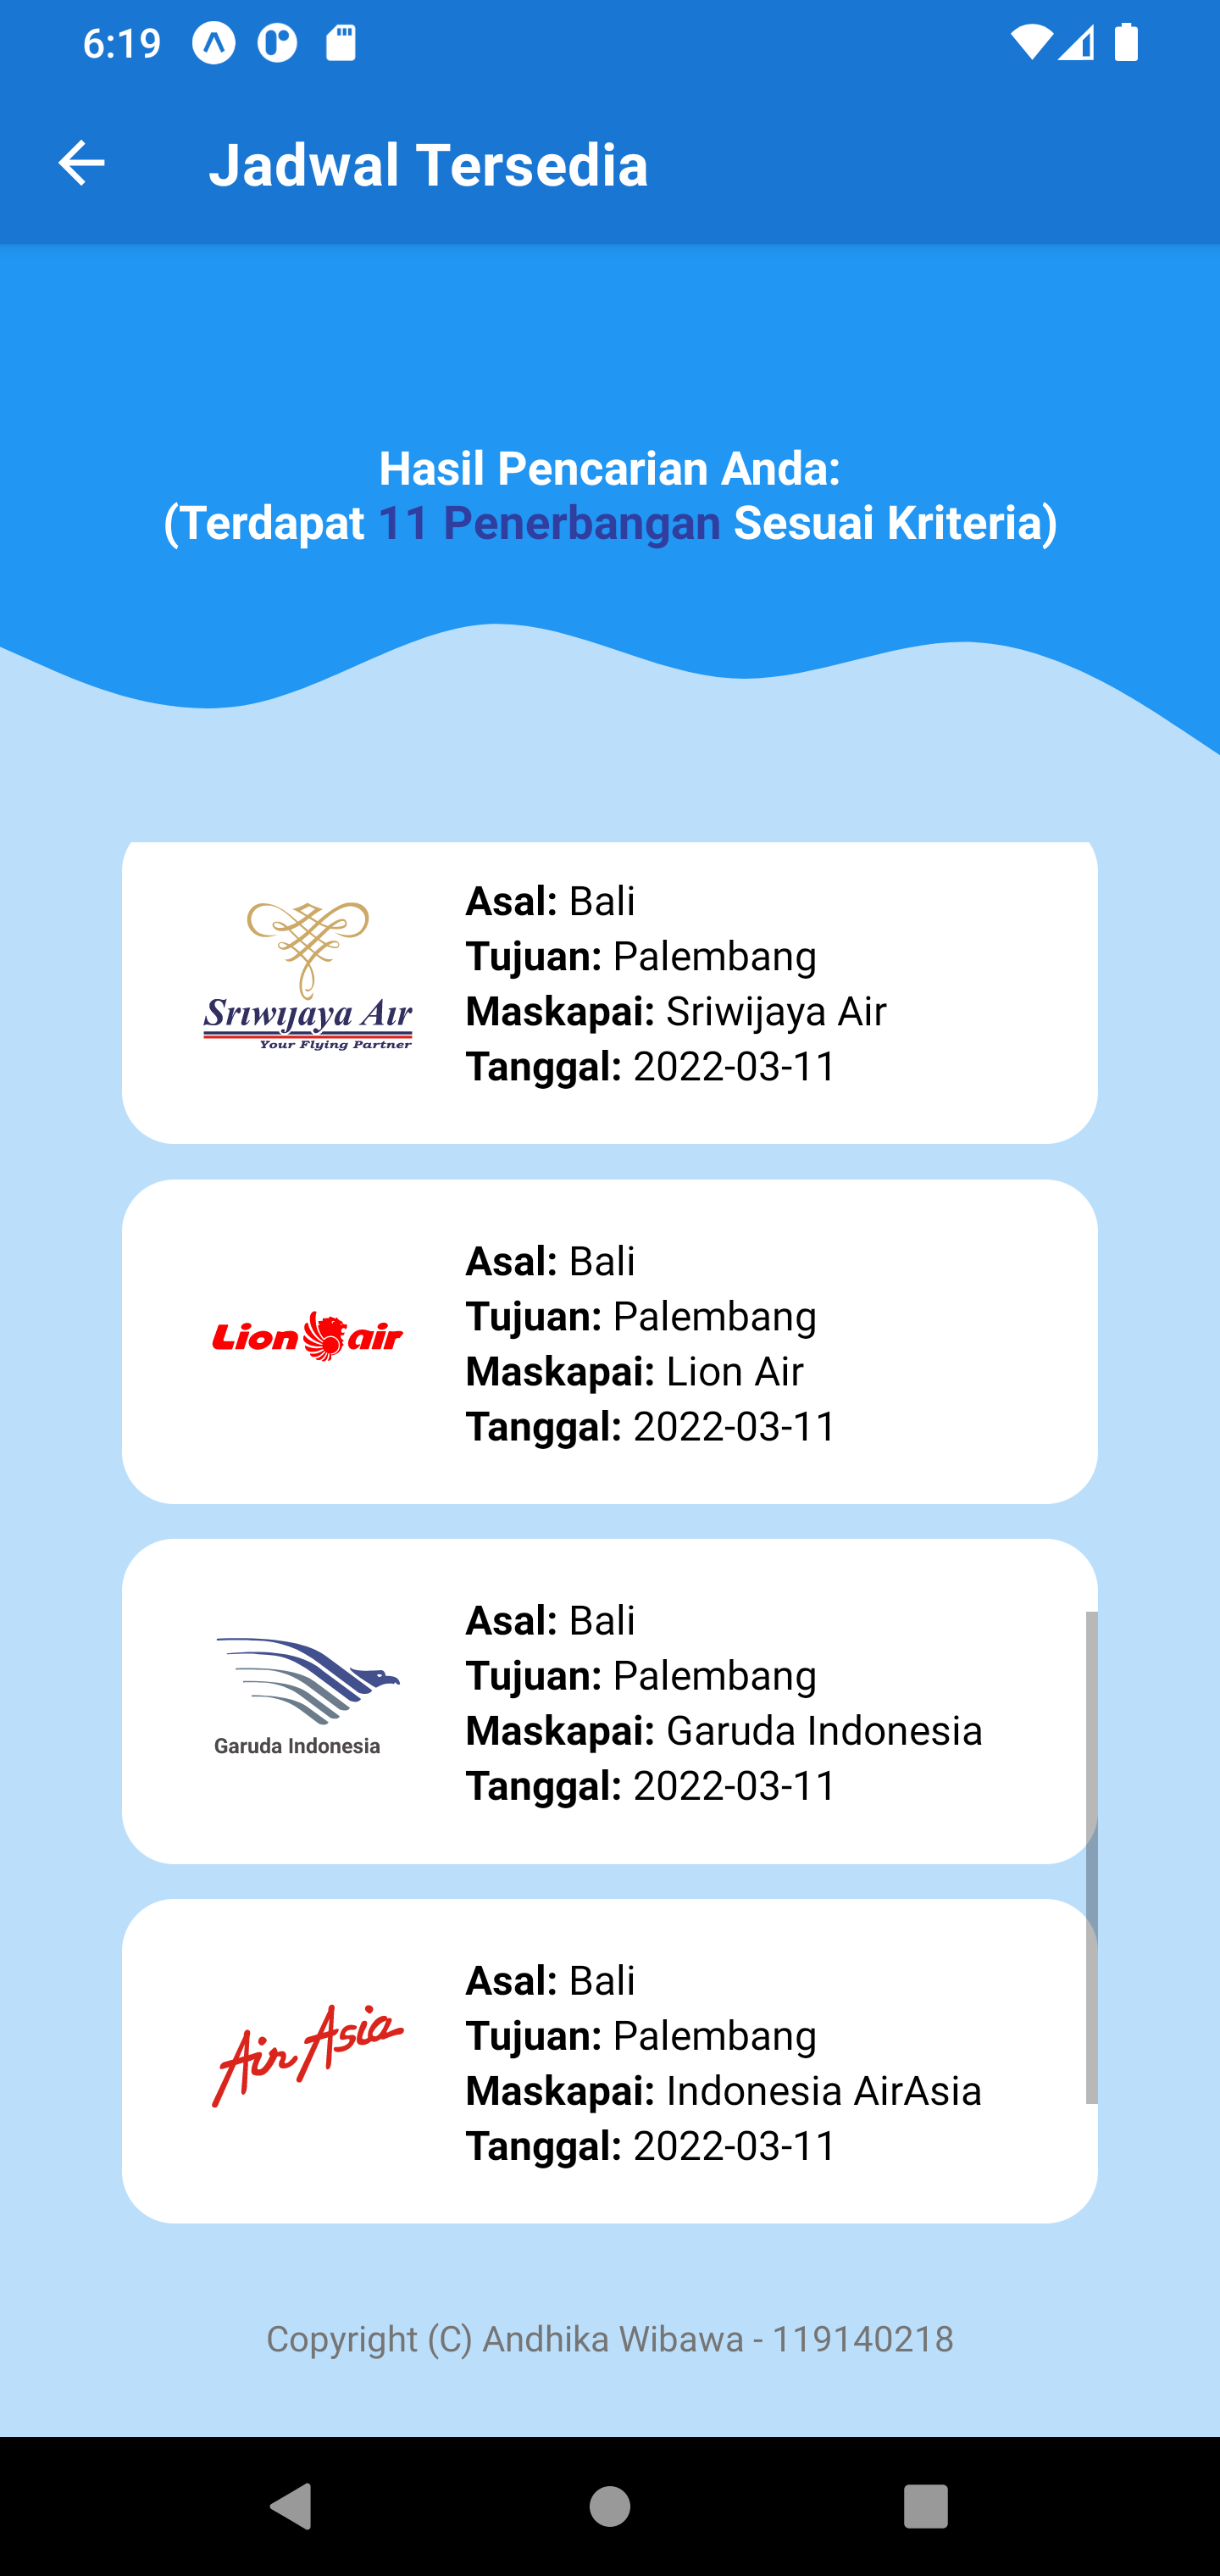 6:19
Jadwal Tersedia
Hasil Pencarian Anda:
(Terdapat 11 Penerbangan Sesuai Kriteria)
Sriwijaya Air
Your Flying Partner
Asal: Bali
Tujuan: Palembang
Maskapai: Sriwijaya Air
Tanggal: 2022-03-11
Lion air
Asal: Bali
Tujuan: Palembang
Maskapai: Lion Air
Tanggal: 2022-03-11
Garuda Indonesia
Asal: Bali
Tujuan: Palembang
Maskapai: Garuda Indonesia
Tanggal: 2022-03-11
Air Asia
Asal: Bali
Tujuan: Palembang
Maskapai: Indonesia AirAsia
Tanggal: 2022-03-11
Copyright (C) Andhika Wibawa - 119140218